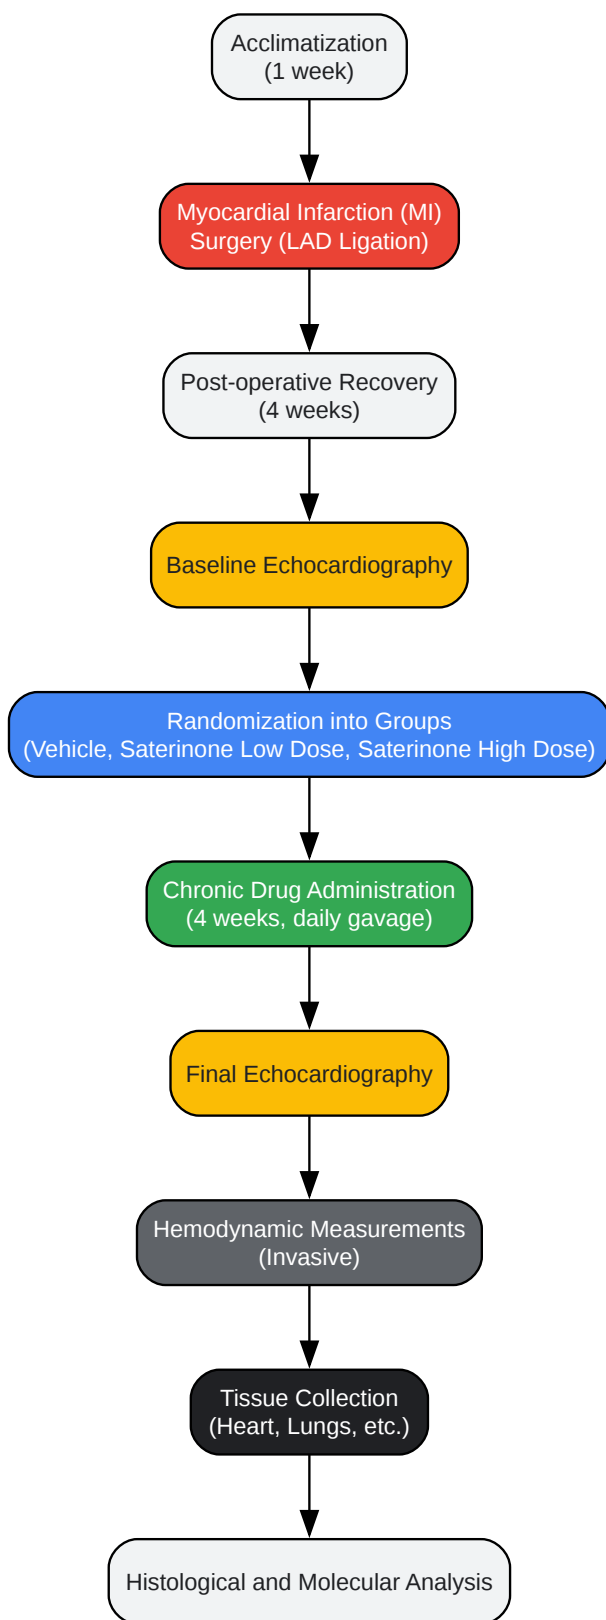 Acclimatization
(1 week)
Myocardial Infarction (MI)
Surgery (LAD Ligation)
Post-operative Recovery
(4 weeks)
Baseline Echocardiography
Randomization into Groups
(Vehicle, Saterinone Low Dose, Saterinone High Dose)
Chronic Drug Administration
(4 weeks, daily gavage)
Final Echocardiography
Hemodynamic Measurements
(Invasive)
Tissue Collection
(Heart, Lungs, etc.)
Histological and Molecular Analysis